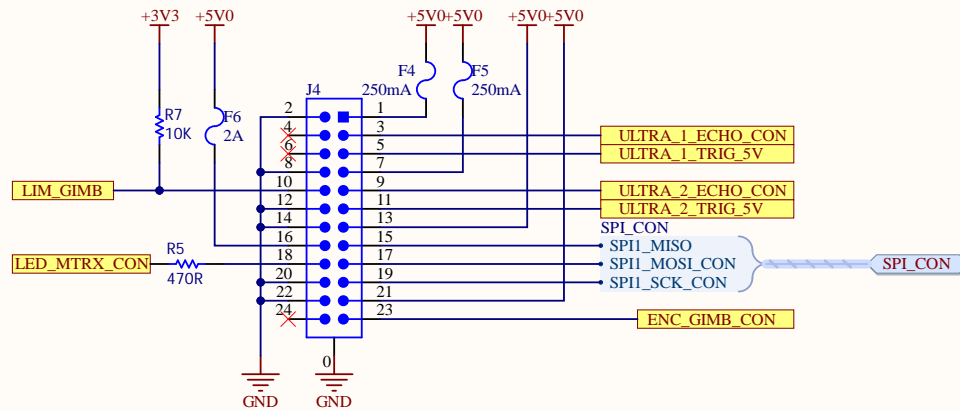 +3V3 +5V0 +5V0 +5V0 +5V0 +5V0
F4 F5
250mA 250mA
J4
R7 F6
10K 2A
2 1
4 3 ULTRA_1_ECHO_CON
6 5 ULTRA_1_TRIG_5V
8 7
LIM_GIMB 10 9 ULTRA_2_ECHO_CON
12 11 ULTRA_2_TRIG_5V
14 13 SPI_CON
16 15 SPI1_MISO
LED_MTRX_CON R5 18 17 SPI1_MOSI_CON SPI_CON
470R 20 19 SPI1_SCK_CON
22 21
24 23 ENC_GIMB_CON
0
GND GND